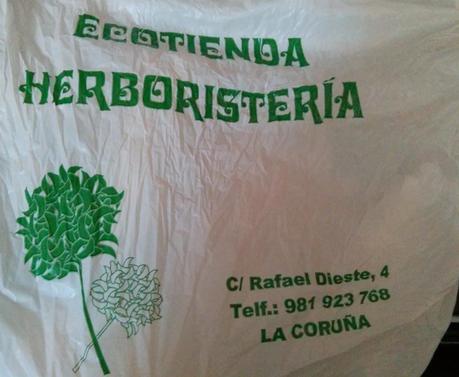 ECOTIENDA
HERBORISTERÍA
C/ Rafael Dieste, 4
Telf.: 981 923 768
LA CORUÑA